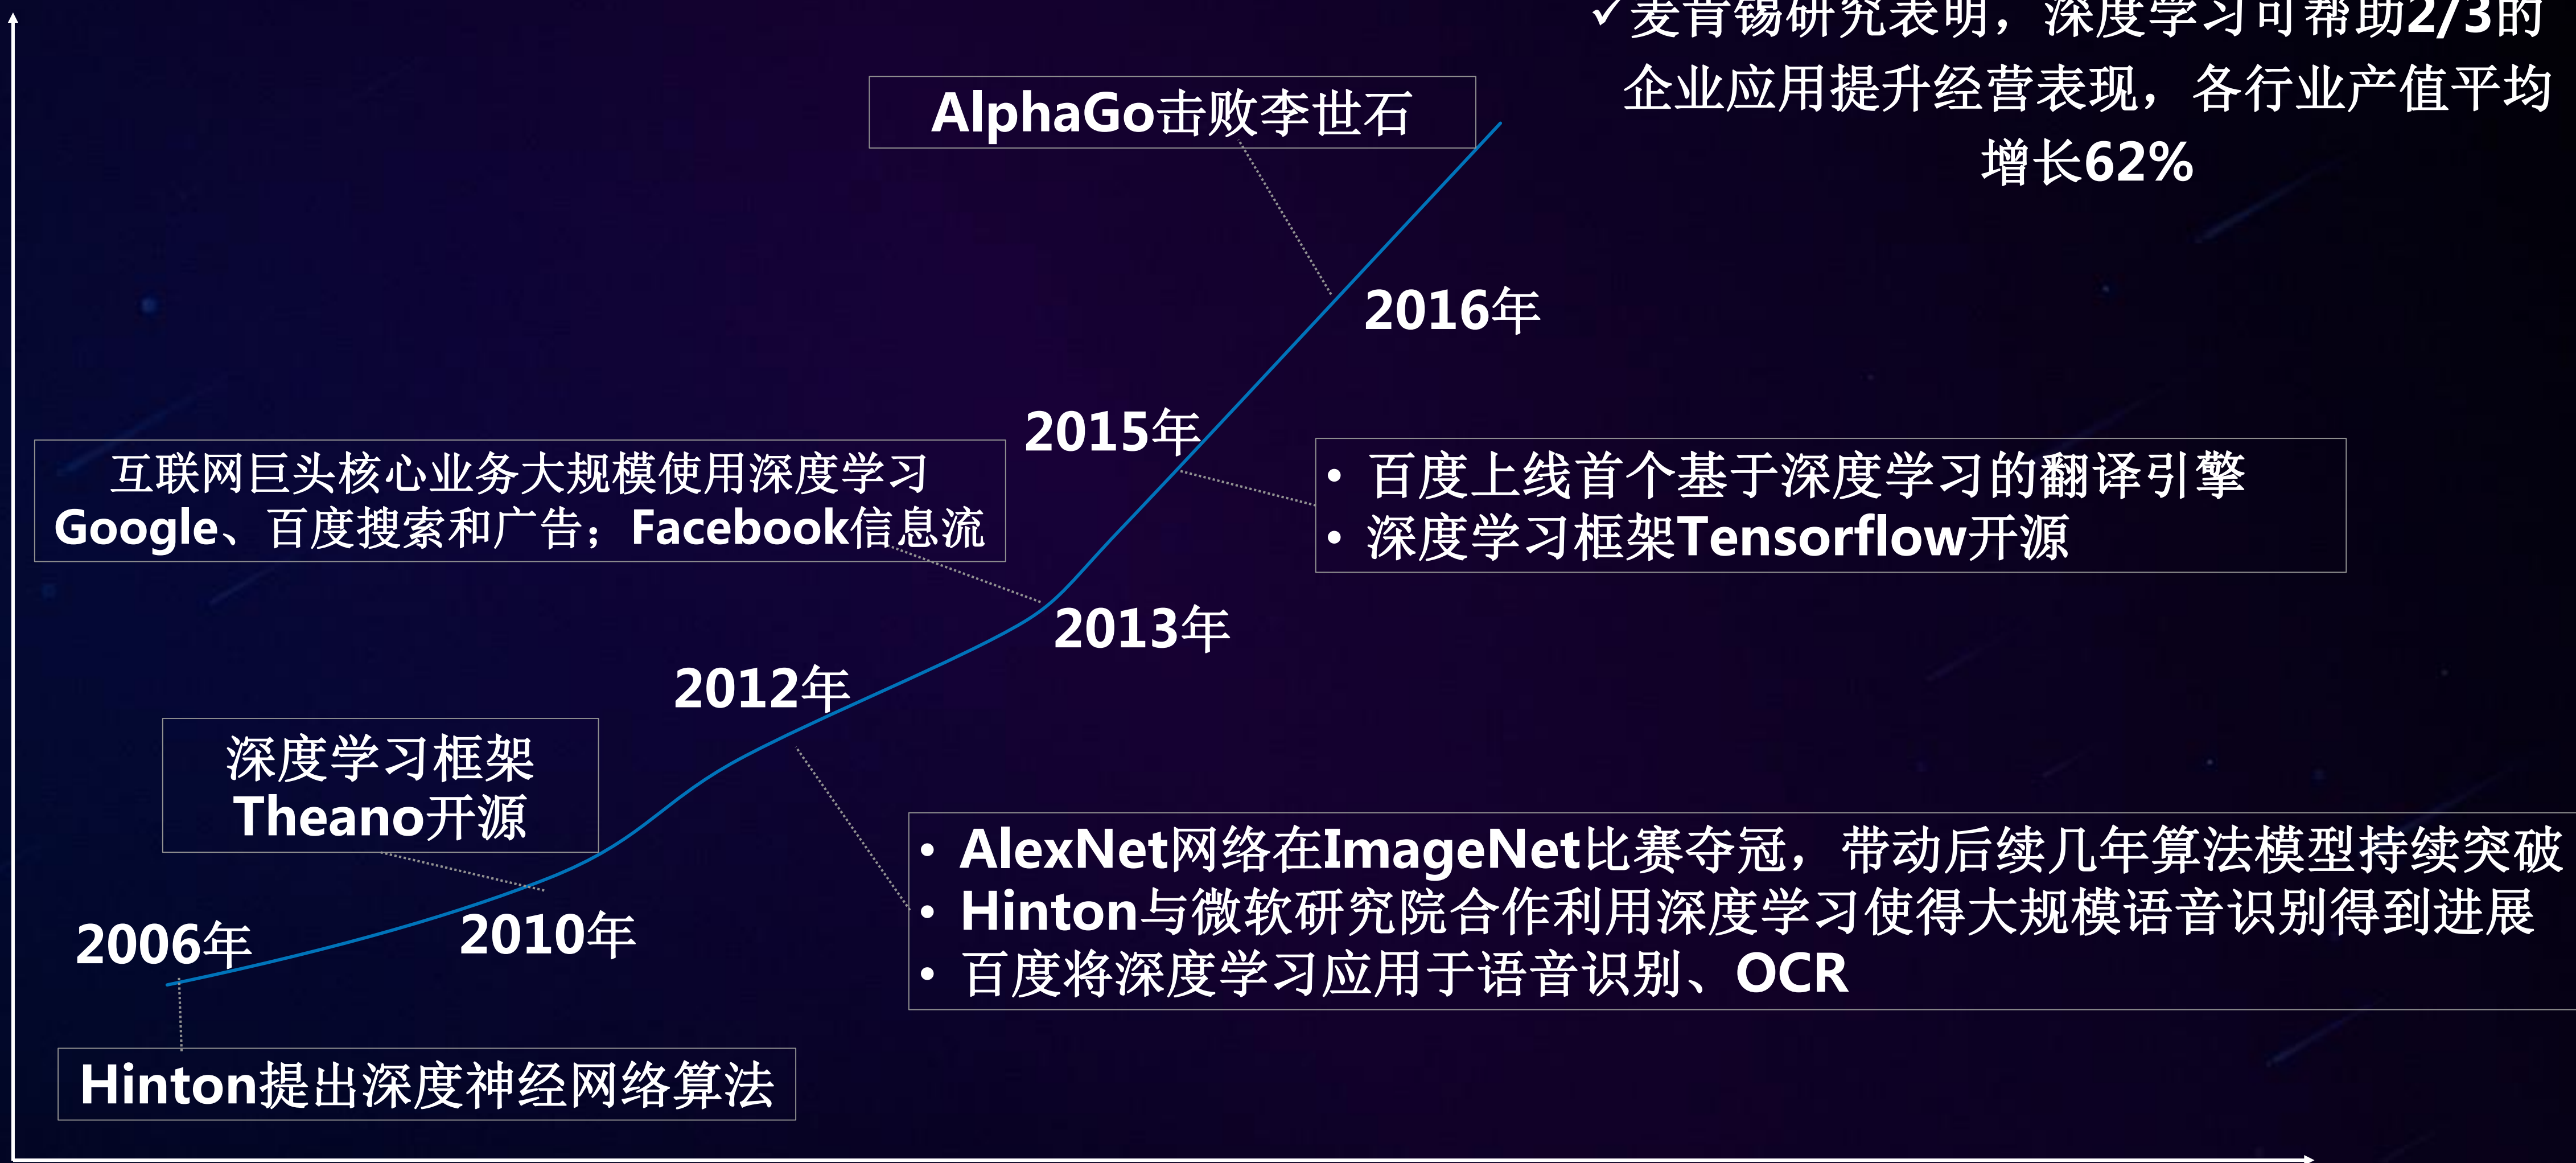 ✓麦肯锡研究表明，深度学习可帮助2/3的
企业应用提升经营表现，各行业产值平均
增长62%
AlphaGo击败李世石
2016年
2015年
互联网巨头核心业务大规模使用深度学习
Google、百度搜索和广告；Facebook信息流
• 百度上线首个基于深度学习的翻译引擎
• 深度学习框架Tensorflow开源
2013年
2012年
深度学习框架
Theano开源
• AlexNet网络在ImageNet比赛夺冠，带动后续几年算法模型持续突破
• Hinton与微软研究院合作利用深度学习使得大规模语音识别得到进展
• 百度将深度学习应用于语音识别、OCR
2006年
2010年
Hinton提出深度神经网络算法